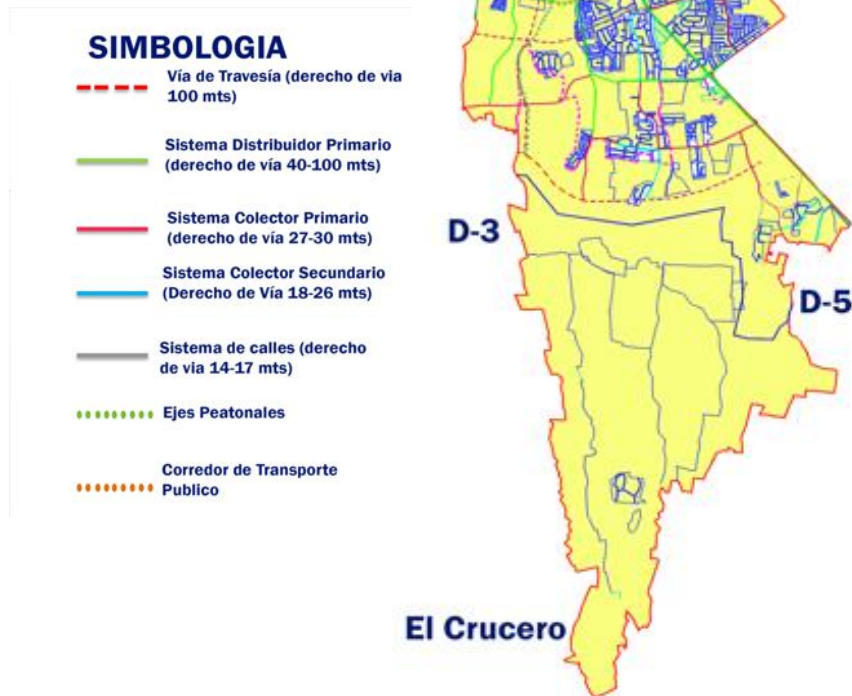 SIMBOLOGIA
Vía de Travesía (derecho de via
100 mts)
Sistema Distribuidor Primario
(derecho de vía 40-100 mts)
Sistema Colector Primario
(derecho de vía 27-30 mts)
Sistema Colector Secundario
(Derecho de Vía 18-26 mts)
Sistema de calles (derecho
de via 14-17 mts)
Ejes Peatonales
Corredor de Transporte
Publico
D-3
D-5
El Crucero